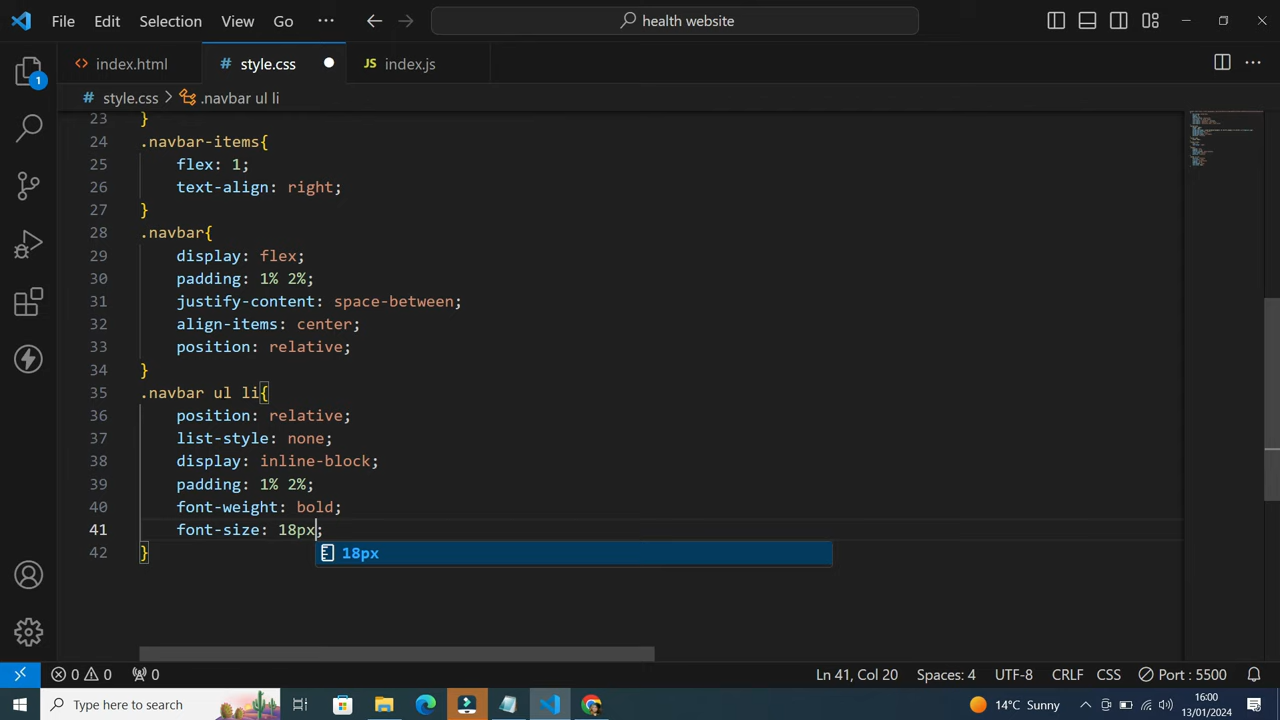 File Edit Selection View Go ··· health website
index.html style.css JS index.js
# style.css > .navbar ul li
23 }
24 .navbar-items{
25 flex: 1;
26 text-align: right;
27 }
28 .navbar{
29 display: flex;
30 padding: 1% 2%;
31 justify-content: space-between;
32 align-items: center;
33 position: relative;
34 }
35 .navbar ul li{
36 position: relative;
37 list-style: none;
38 display: inline-block;
39 padding: 1% 2%;
40 font-weight: bold;
41 font-size: 18px;
18px
42 }
1
0 0 0 Ln 41, Col 20 Spaces: 4 UTF-8 CRLF CSS Port : 5500
Type here to search 14°C Sunny 16:00
13/01/2024